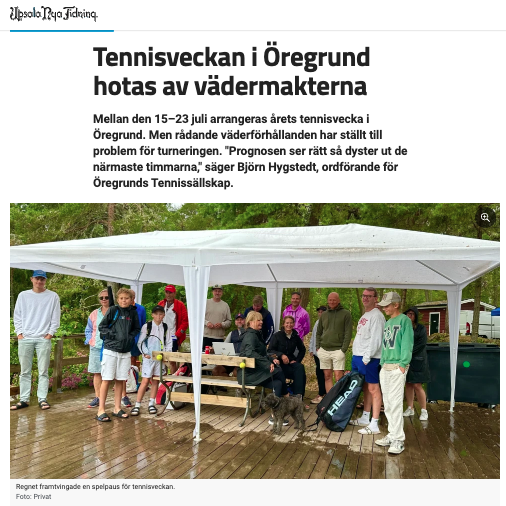 Upsala Nya Tidning.
Tennisveckan i Öregrund
hotas av vädermakterna
Mellan den 15–23 juli arrangeras årets tennisvecka i
Öregrund. Men rådande väderförhållanden har ställt till
problem för turneringen. "Prognosen ser rätt så dyster ut de
närmaste timmarna," säger Björn Hygstedt, ordförande för
Öregrunds Tennissällskap.
W
HEAD
Regnet framtvingade en spelpaus för tennisveckan.
Foto: Privat